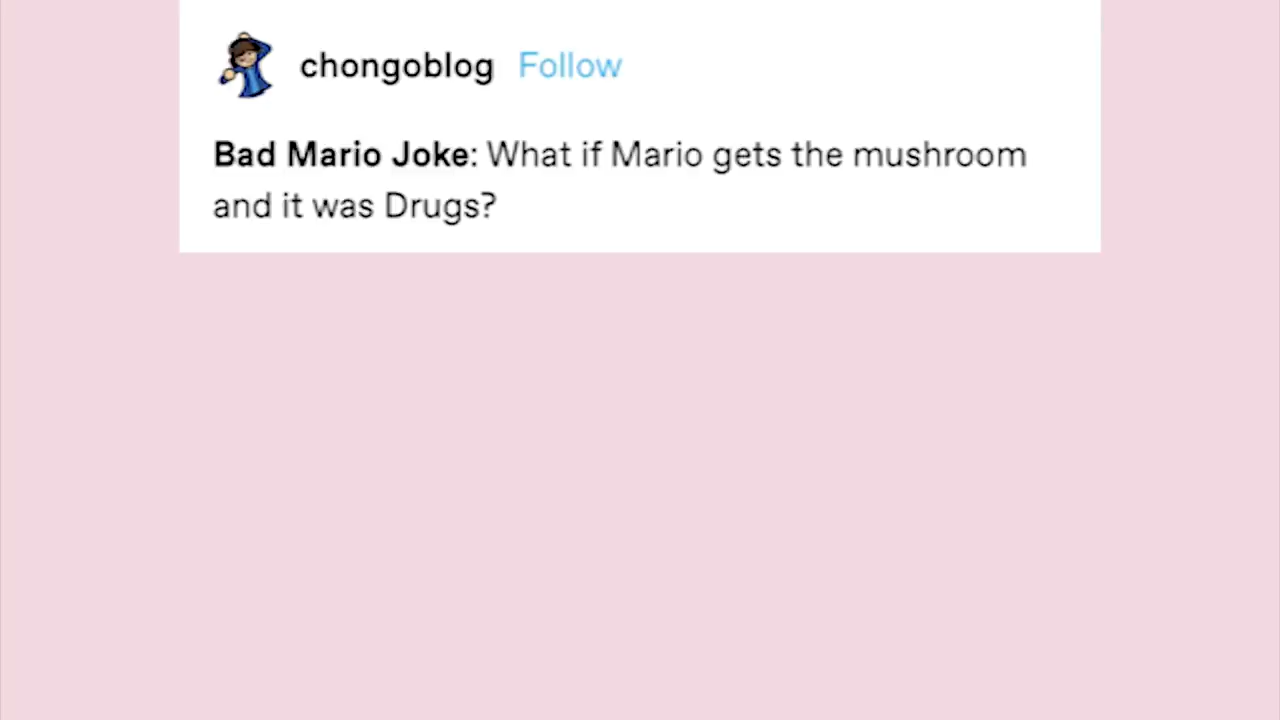 chongoblog Follow
Bad Mario Joke: What if Mario gets the mushroom
and it was Drugs?